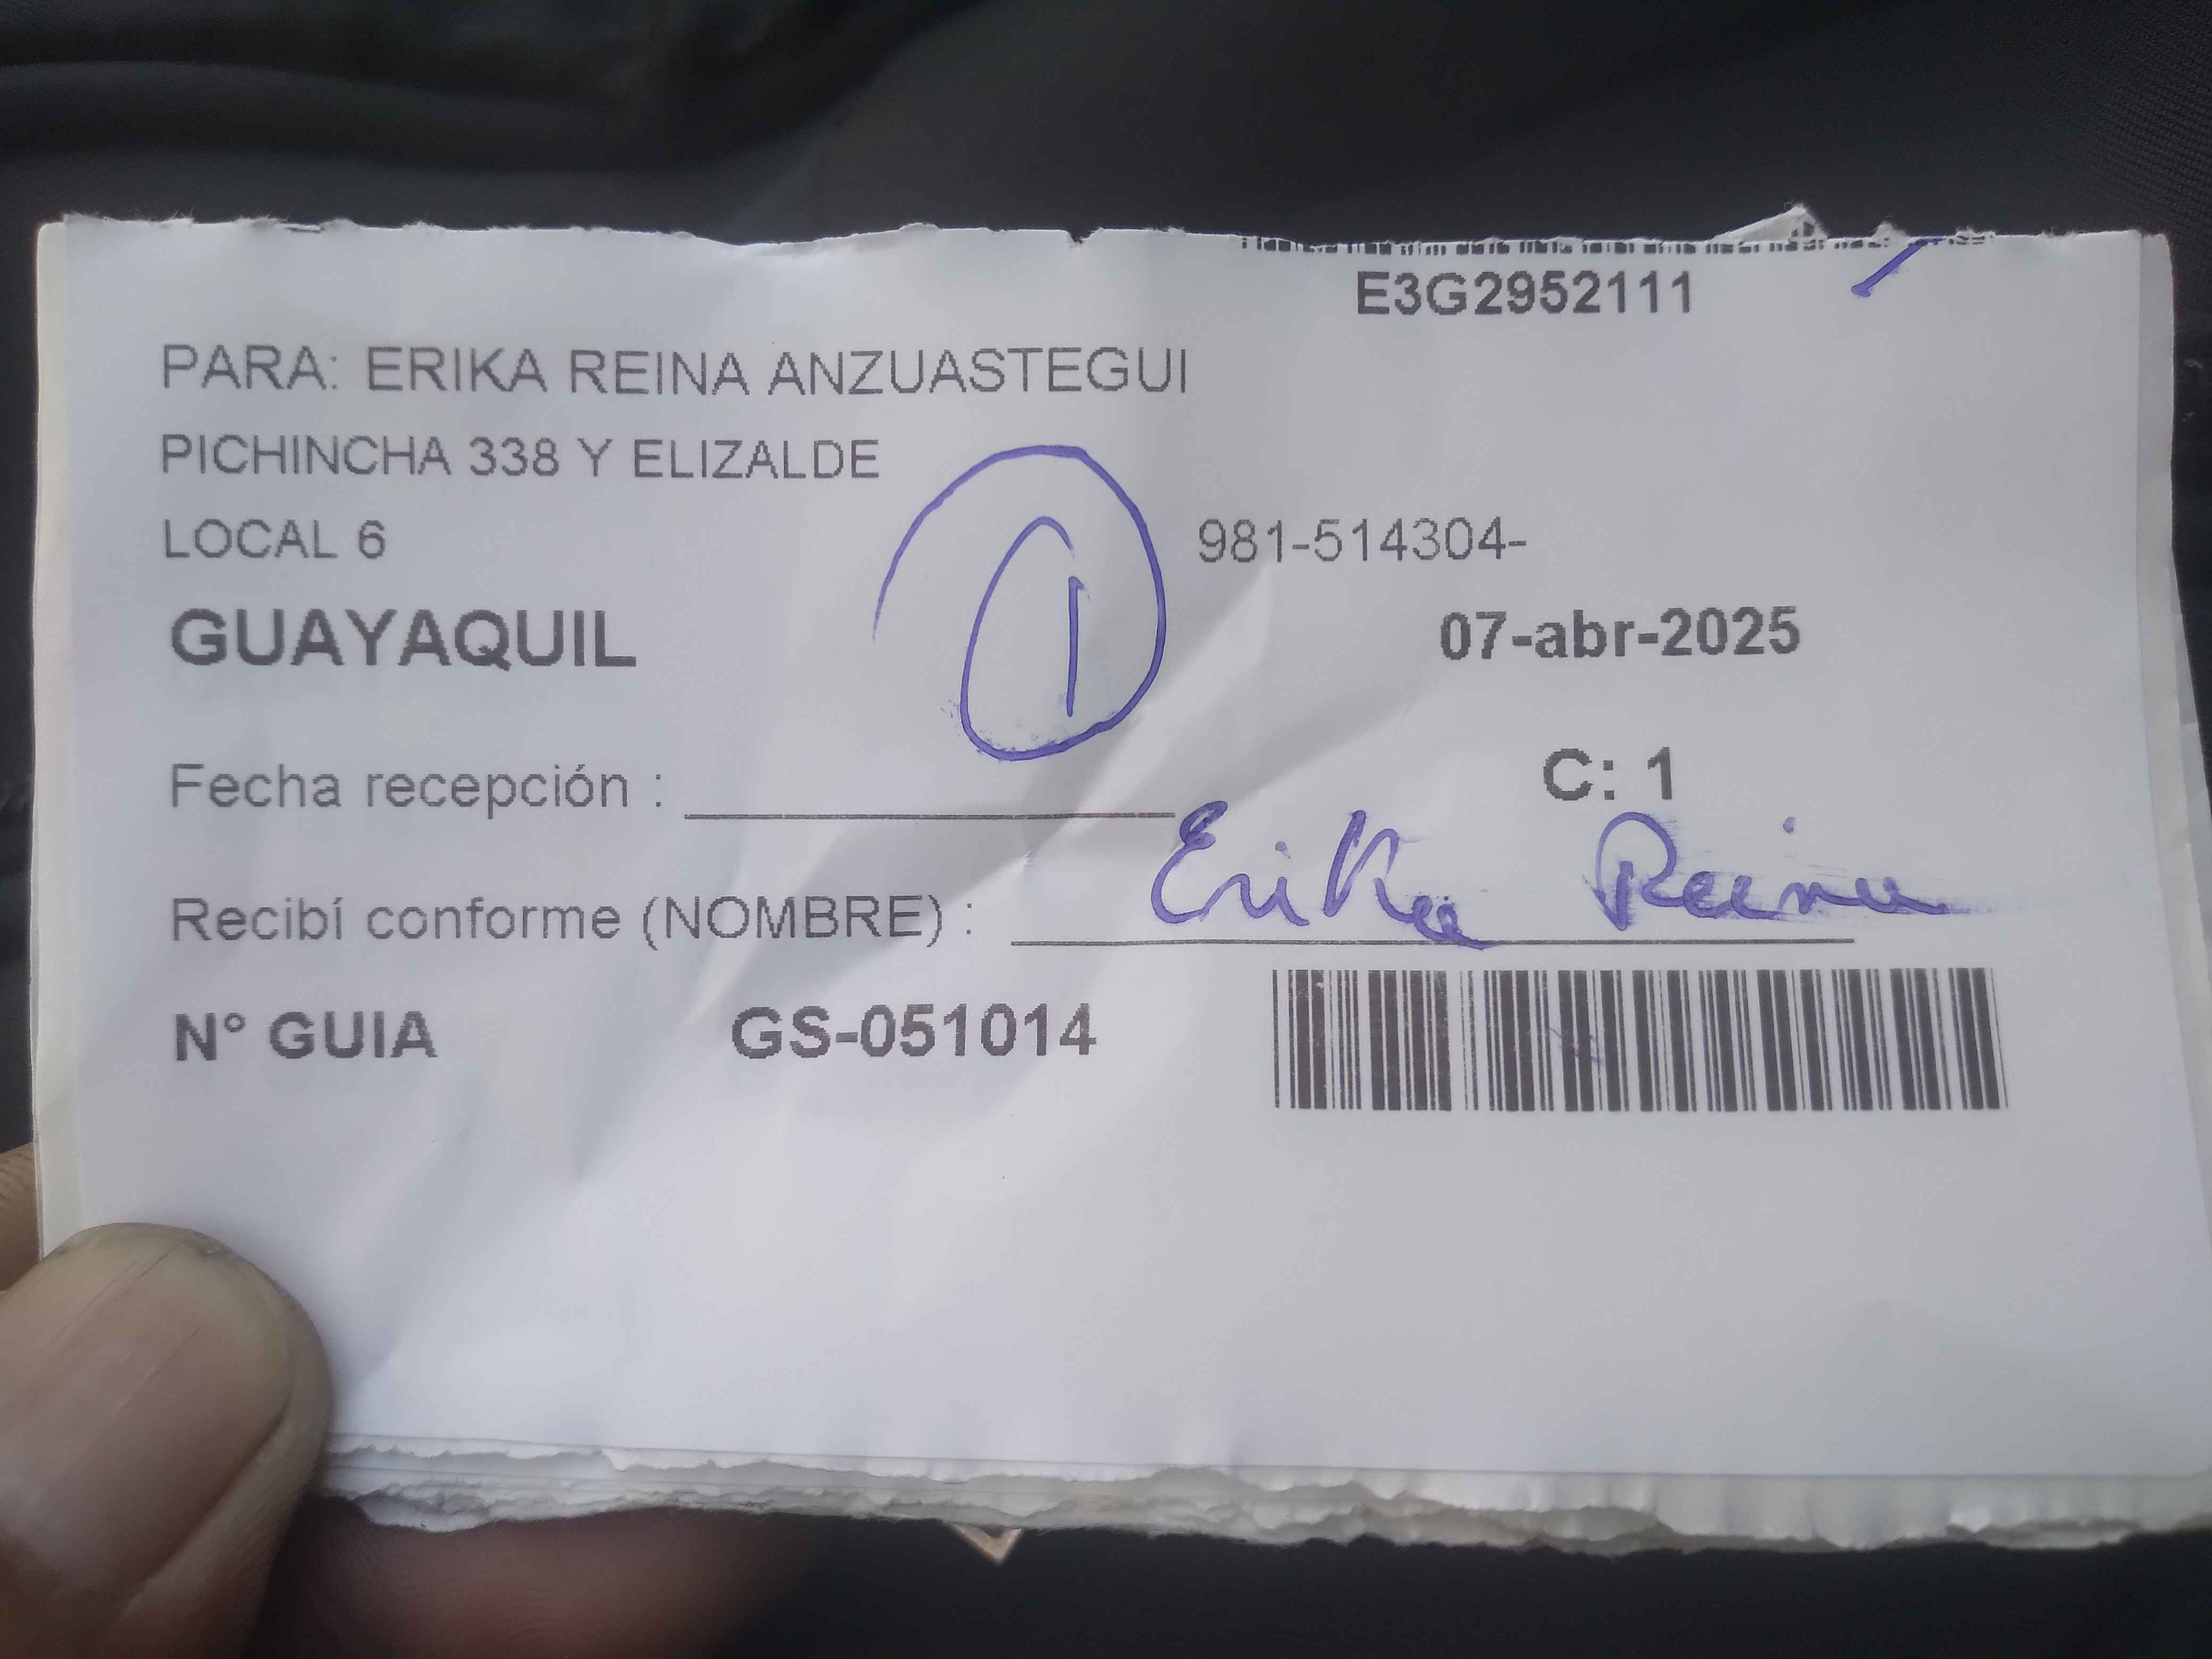 E3G2952111
PARA: ERIKA REINA ANZUASTEGUI
PICHINCHA 338 Y ELIZALDE
LOCAL 6 981-514304-
GUAYAQUIL 07-abr-2025
1
Fecha recepción : C: 1
Recibí conforme (NOMBRE) : Erika Reina
N° GUIA GS-051014